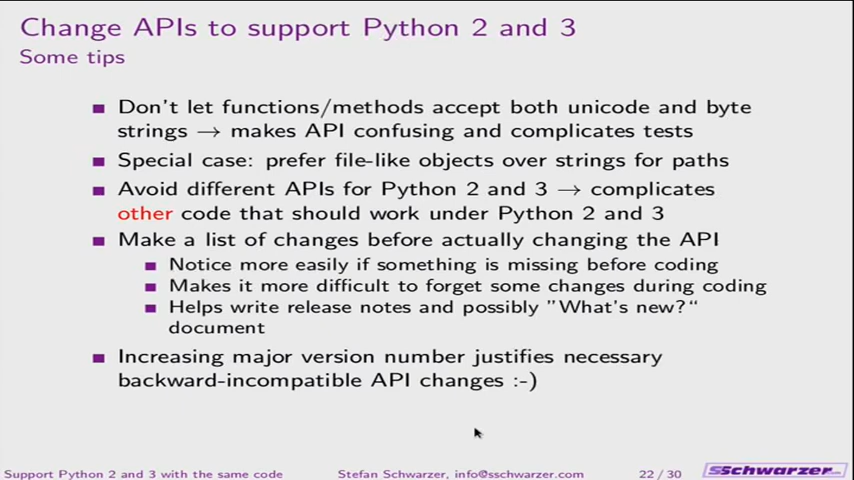 Change APIs to support Python 2 and 3
Some tips
Don't let functions/methods accept both unicode and byte
strings → makes API confusing and complicates tests
Special case: prefer file-like objects over strings for paths
Avoid different APIs for Python 2 and 3 → complicates
other code that should work under Python 2 and 3
Make a list of changes before actually changing the API
Notice more easily if something is missing before coding
Makes it more difficult to forget some changes during coding
Helps write release notes and possibly "What's new?“
document
Increasing major version number justifies necessary
backward-incompatible API changes :-)
Support Python 2 and 3 with the same code Stefan Schwarzer, info@sschwarzer.com 22 / 30 SSchwarzer